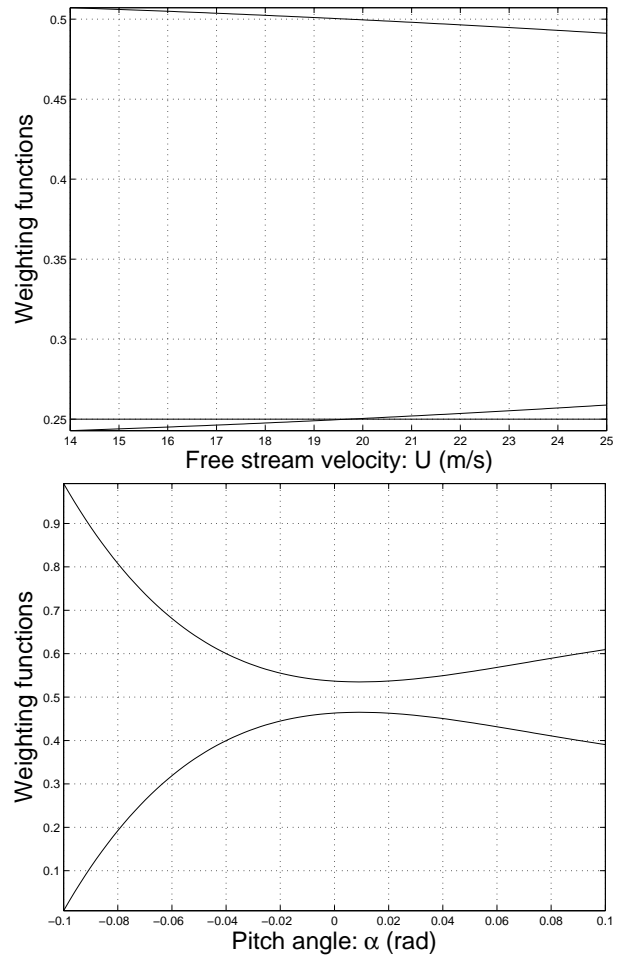 0.5
0.45
0.4
0.35
0.3
0.25
Weighting functions
14 15 16 17 18 19 20 21 22 23 24 25
Free stream velocity: U (m/s)
0.9
0.8
0.7
0.6
0.5
0.4
0.3
0.2
0.1
Weighting functions
−0.1 −0.08 −0.06 −0.04 −0.02 0 0.02 0.04 0.06 0.08 0.1
Pitch angle: α (rad)